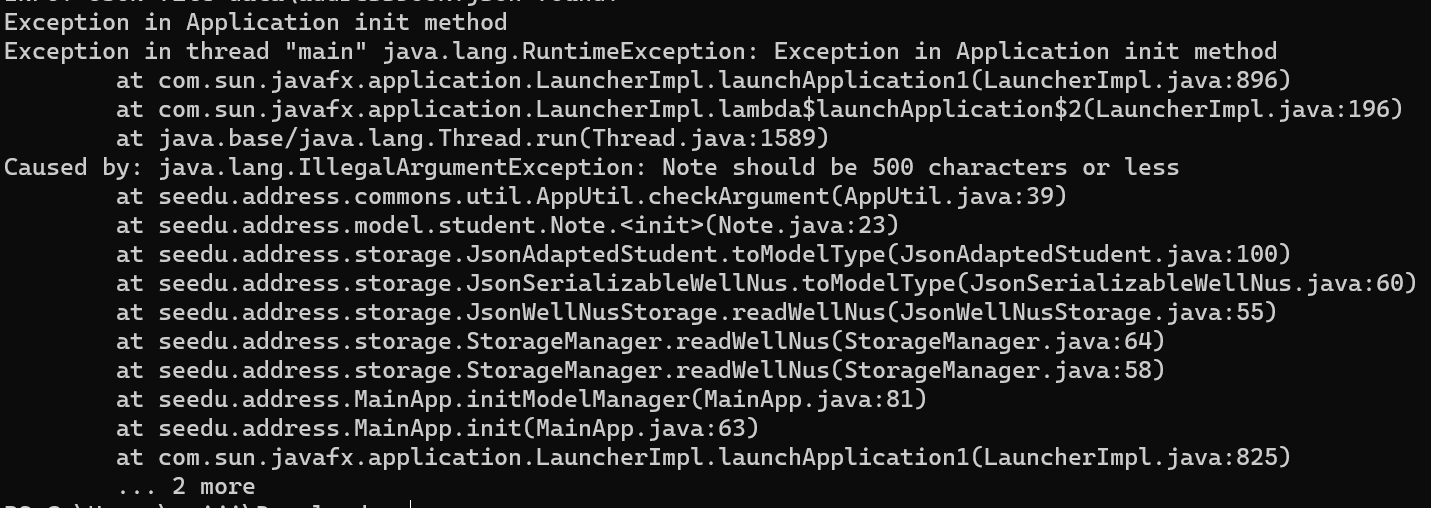 Exception in Application init method
Exception in thread "main" java.lang.RuntimeException: Exception in Application init method
        at com.sun.javafx.application.LauncherImpl.launchApplication1(LauncherImpl.java:896)
        at com.sun.javafx.application.LauncherImpl.lambda$launchApplication$2(LauncherImpl.java:196)
        at java.base/java.lang.Thread.run(Thread.java:1589)
Caused by: java.lang.IllegalArgumentException: Note should be 500 characters or less
        at seedu.address.commons.util.AppUtil.checkArgument(AppUtil.java:39)
        at seedu.address.model.student.Note.<init>(Note.java:23)
        at seedu.address.storage.JsonAdaptedStudent.toModelType(JsonAdaptedStudent.java:100)
        at seedu.address.storage.JsonSerializableWellNus.toModelType(JsonSerializableWellNus.java:60)
        at seedu.address.storage.JsonWellNusStorage.readWellNus(JsonWellNusStorage.java:55)
        at seedu.address.storage.StorageManager.readWellNus(StorageManager.java:64)
        at seedu.address.storage.StorageManager.readWellNus(StorageManager.java:58)
        at seedu.address.MainApp.initModelManager(MainApp.java:81)
        at seedu.address.MainApp.init(MainApp.java:63)
        at com.sun.javafx.application.LauncherImpl.launchApplication1(LauncherImpl.java:825)
        ... 2 more